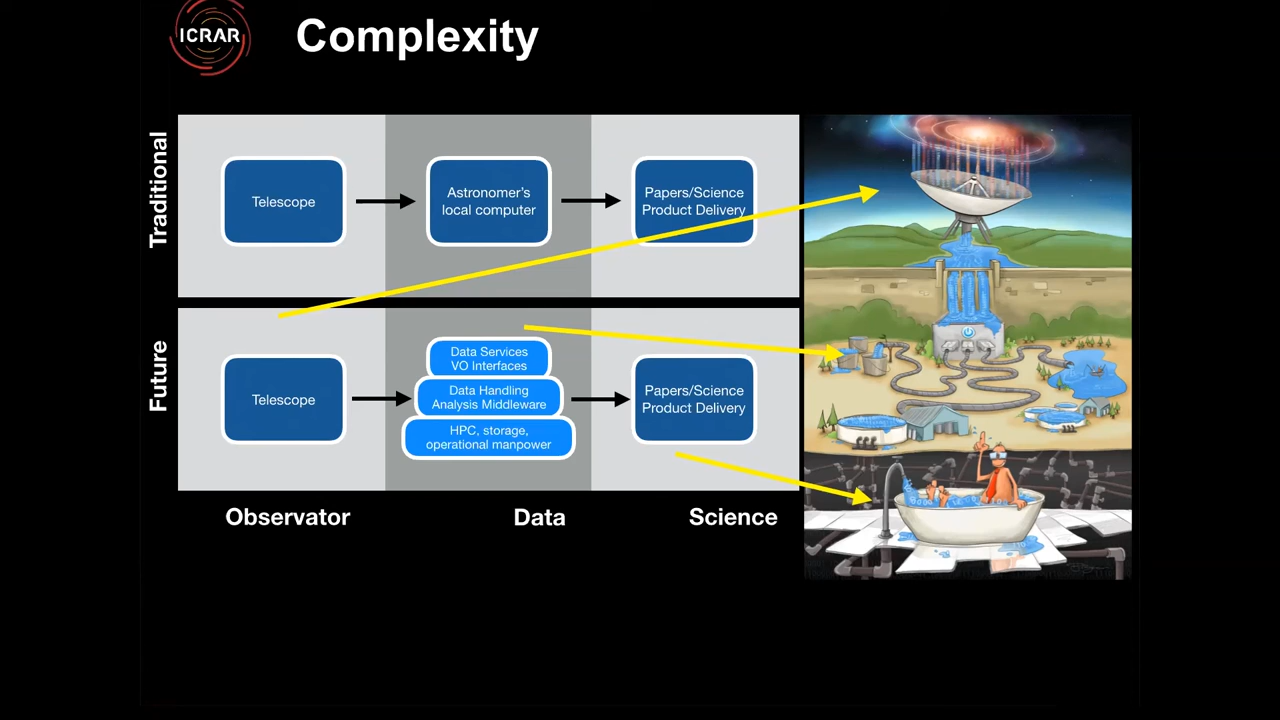 ICRAR
Complexity
Traditional
Telescope
Astronomer's
local computer
Papers/Science
Product Delivery
Future
Telescope
Data Services
VO Interfaces
Data Handling
Analysis Middleware
HPC, storage,
operational manpower
Papers/Science
Product Delivery
Observator
Data
Science